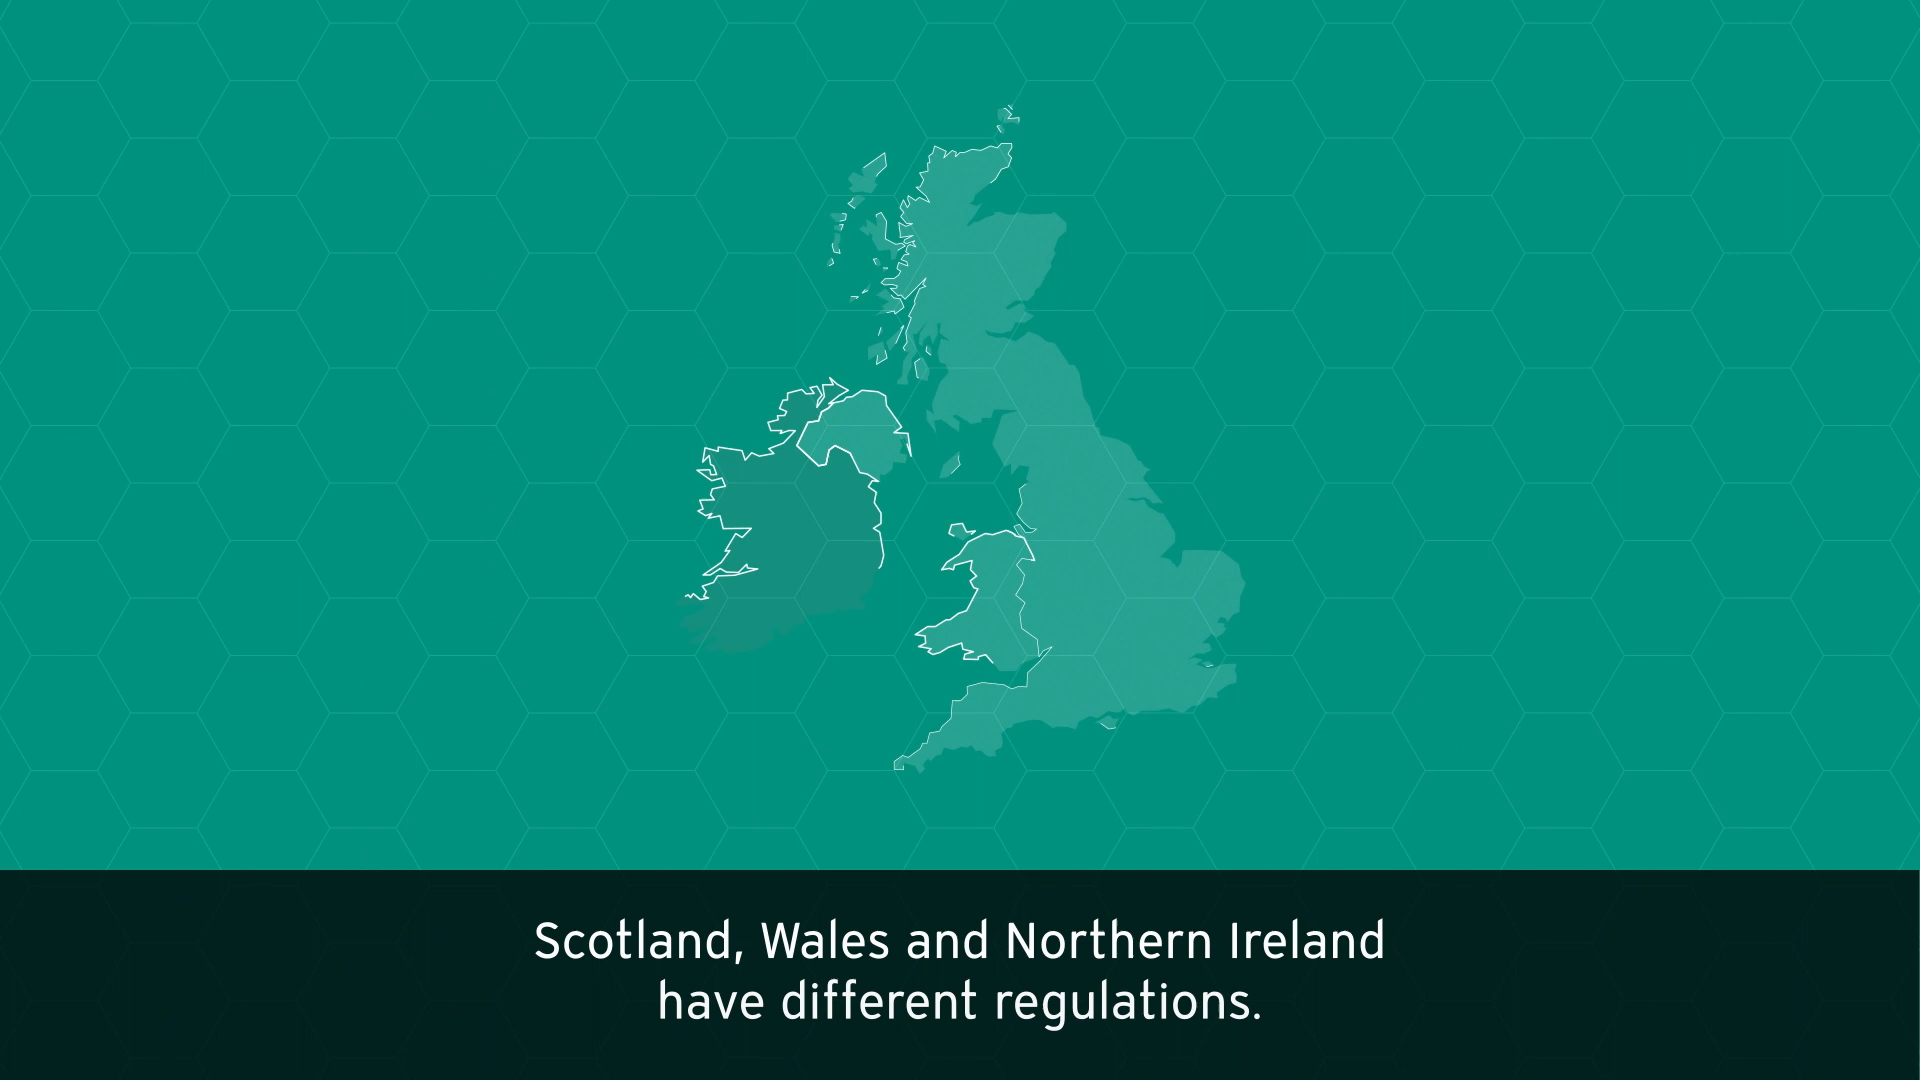 Scotland, Wales and Northern Ireland
have different regulations.